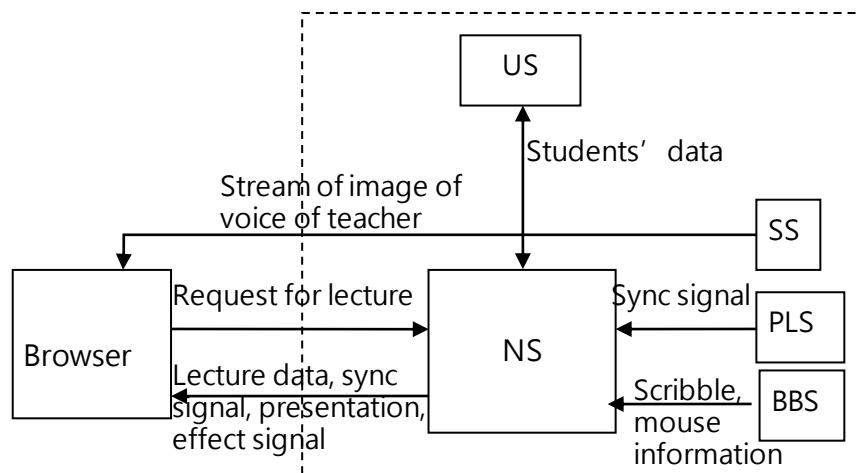 US
Students’ data
Stream of image of
voice of teacher
SS
Request for lecture
Sync signal
PLS
Browser
NS
Lecture data, sync
signal, presentation,
effect signal
Scribble,
mouse
information
BBS